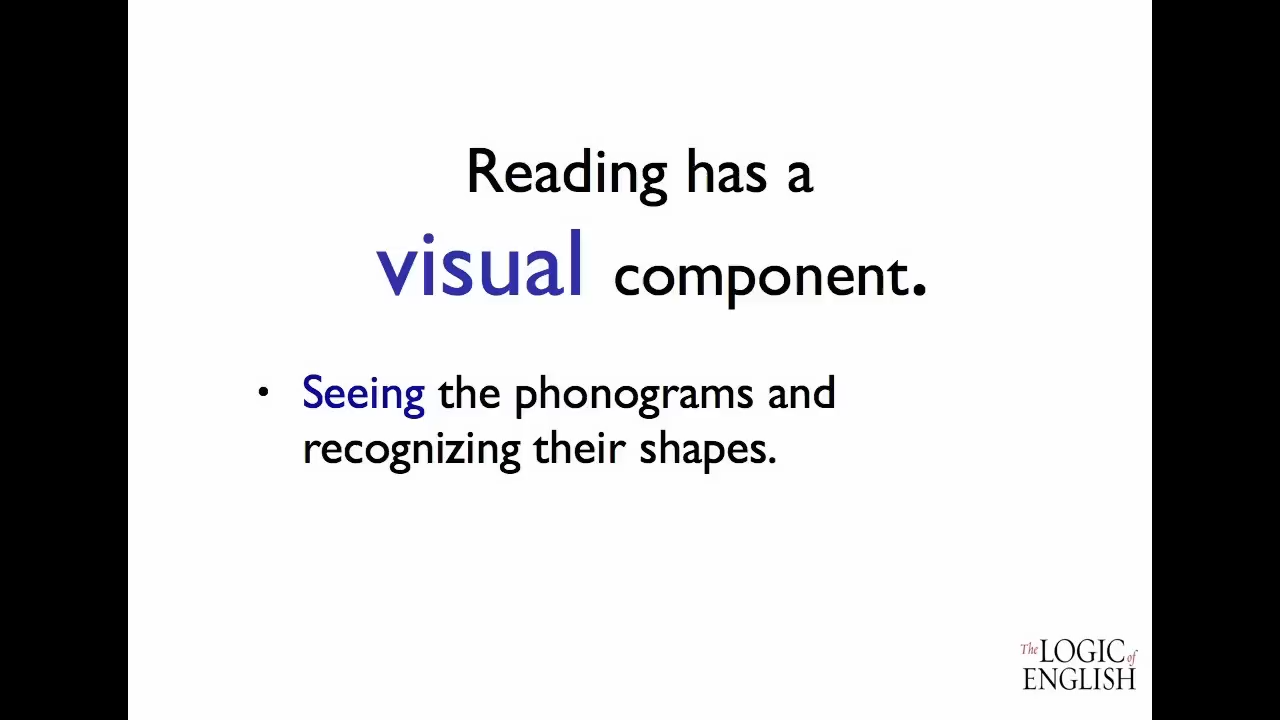 Reading has a
visual component.
• Seeing the phonograms and
recognizing their shapes.
The LOGIC of
ENGLISH